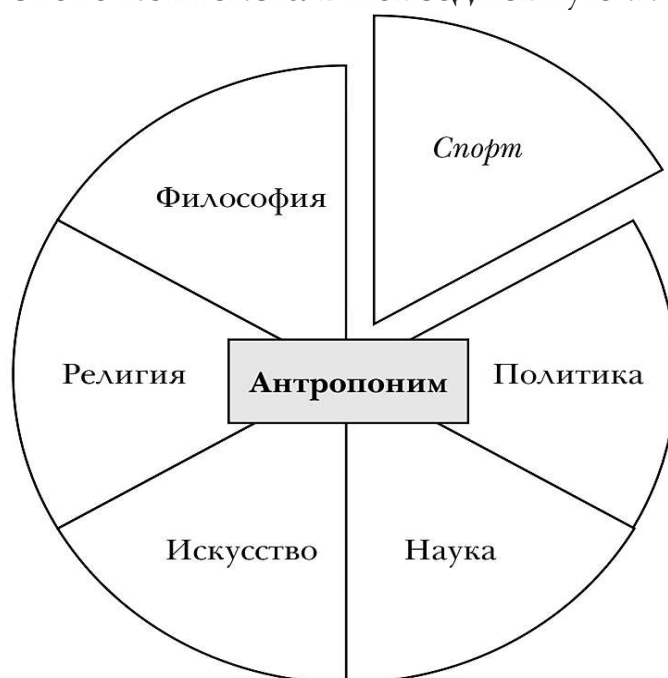 Спорт
Философия
Религия
Антропоним
Политика
Искусство
Наука